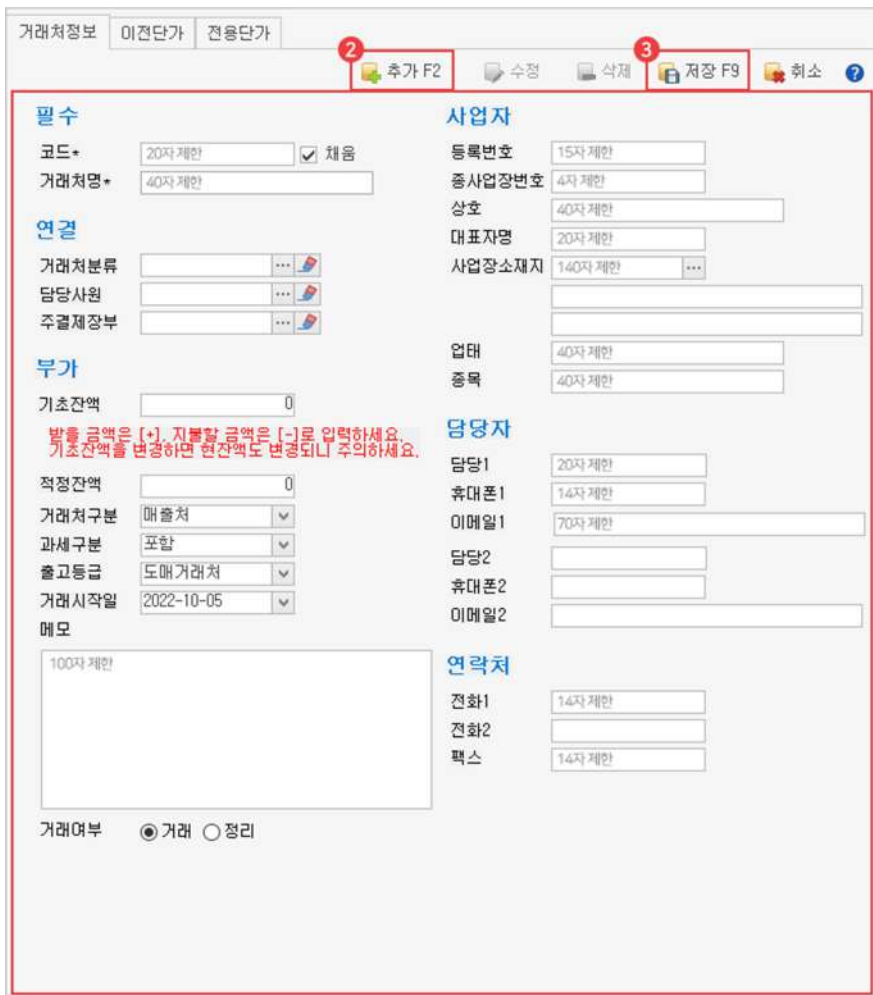 거래처정보 이전단가 전용단가
2 추가 F2 수정 삭제 3 저장 F9 취소 ?
필수
코드* 20자 제한 채움
거래처명* 40자 제한
연결
거래처분류 ...
담당사원 ...
주결제장부 ...
부가
기초잔액 0
받을 금액은 [+], 지불할 금액은 [-]로 입력하세요.
기초잔액을 변경하면 현잔액도 변경되니 주의하세요.
적정잔액 0
거래처구분 매출처
과세구분 포함
출고등급 도매거래처
거래시작일 2022-10-05
메모
100자 제한
거래여부 거래 정리
사업자
등록번호 15자 제한
종사업장번호 4자 제한
상호 40자 제한
대표자명 20자 제한
사업장소재지 140자 제한 ...
업태 40자 제한
종목 40자 제한
담당자
담당1 20자 제한
휴대폰1 14자 제한
이메일1 70자 제한
담당2
휴대폰2
이메일2
연락처
전화1 14자 제한
전화2
팩스 14자 제한